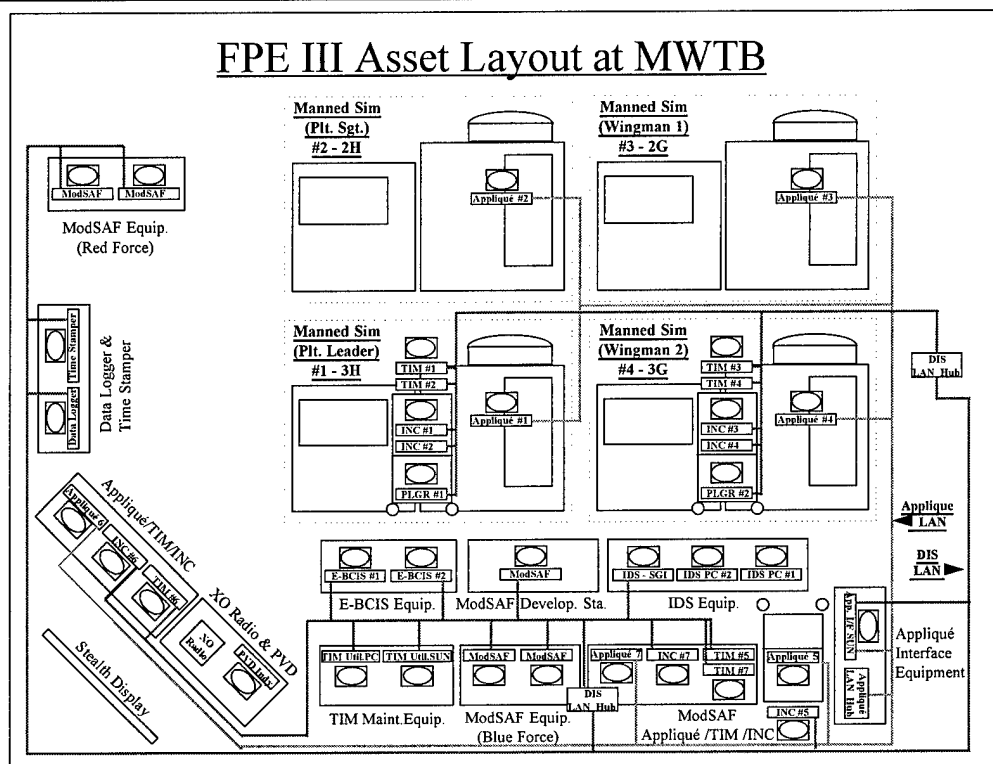 FPE III Asset Layout at MWTB
Manned Sim
(Plt. Sgt.)
#2 - 2H
Appliqué #2
Manned Sim
(Wingman 1)
#3 - 2G
Appliqué #3
ModSAF
ModSAF
ModSAF Equip.
(Red Force)
Time Stamper
Data Logger
Data Logger &
Time Stamper
Manned Sim
(Plt. Leader)
#1 - 3H
TIM #1
TIM #2
INC #1
INC #2
PLGR #1
Appliqué #1
Manned Sim
(Wingman 2)
#4 - 3G
TIM #3
TIM #4
INC #3
INC #4
PLGR #2
Appliqué #4
DIS
LAN Hub
Applique
LAN
DIS
LAN
Appliqué/TIM/INC
Appliqué 6
INC #6
TIM #6
XO Radio & PVD
XO
Radio
PVD/Indx
Stealth Display
E-BCIS #1
E-BCIS #2
E-BCIS Equip.
ModSAF
ModSAF Develop. Sta.
IDS - SGI
IDS PC #2
IDS PC #1
IDS Equip.
TIM Util.PC
TIM Util.SUN
TIM Maint.Equip.
ModSAF
ModSAF
ModSAF Equip.
(Blue Force)
Appliqué 7
DIS
LAN Hub
INC #7
TIM #5
TIM #7
ModSAF
Appliqué /TIM /INC
Appliqué 5
INC #5
App. I/F SUN
Appliqué
LAN Hub
Appliqué
Interface
Equipment